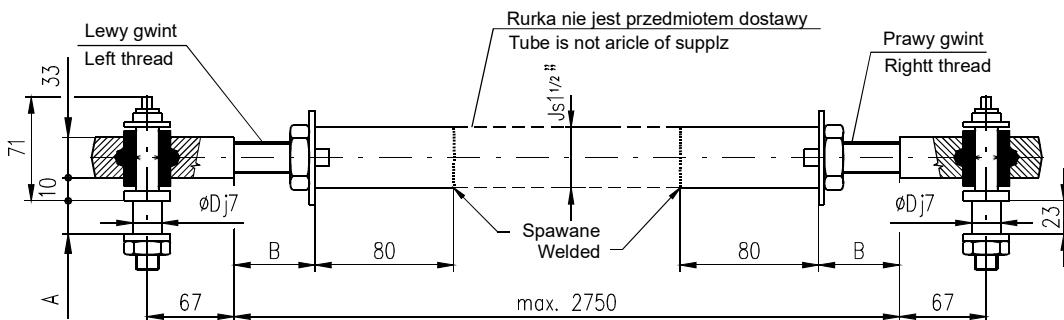 Rurka nie jest przedmiotem dostawy
Tube is not aricle of supplz
Lewy gwint
Left thread
Prawy gwint
Rightt thread
Js1 1/2”
33
71
10
A
øDj7
øDj7
23
Spawane
Welded
B
80
80
B
67
max. 2750
67